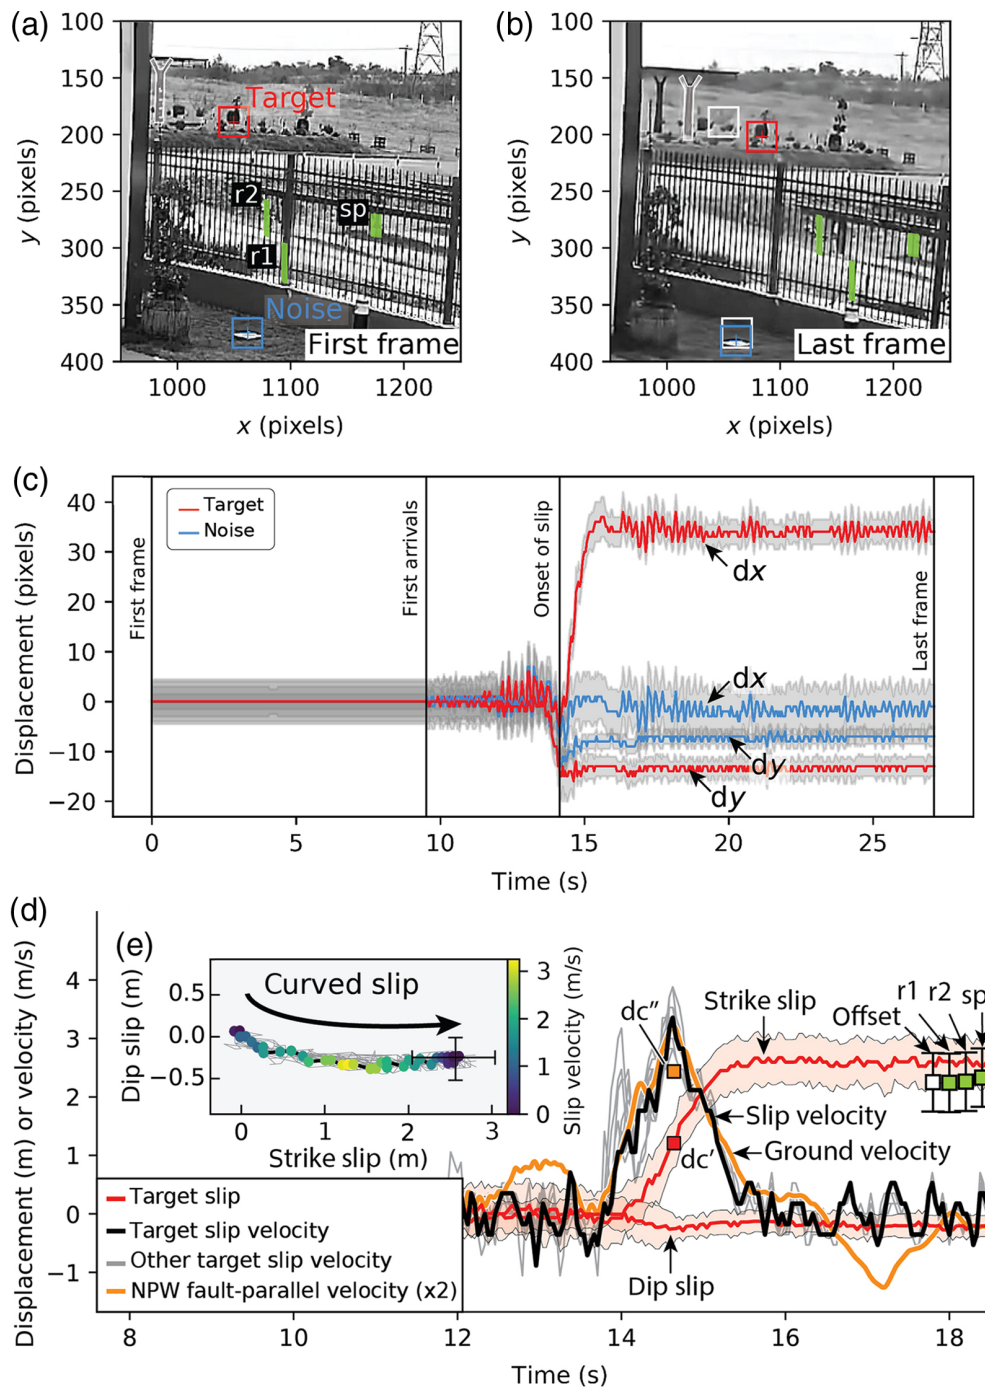 (a)
100
150
200
250
300
350
400
y (pixels)
Target
r2
sp
r1
Noise
First frame
1000
1100
1200
x (pixels)
(b)
100
150
200
250
300
350
400
y (pixels)
Last frame
1000
1100
1200
x (pixels)
(c)
40
30
20
10
0
−10
−20
Displacement (pixels)
Target
Noise
First frame
First arrivals
Onset of slip
Last frame
dx
dx
dy
dy
0
5
10
15
20
25
Time (s)
(d)
4
3
2
1
0
−1
Displacement (m) or velocity (m/s)
(e)
0.5
0.0
−0.5
Dip slip (m)
Curved slip
0
1
2
3
Strike slip (m)
3
2
1
0
Slip velocity (m/s)
dc″
Strike slip
Offset
r1
r2
sp
Slip velocity
Ground velocity
dc′
Dip slip
Target slip
Target slip velocity
Other target slip velocity
NPW fault-parallel velocity (x2)
8
10
12
14
16
18
Time (s)